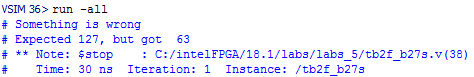 VSIM 36> run -all
# Something is wrong
# Expected 127, but got  63
# ** Note: $stop    : C:/intelFPGA/18.1/labs/labs_5/tb2f_b27s.v(38)
#    Time: 30 ns  Iteration: 1  Instance: /tb2f_b27s